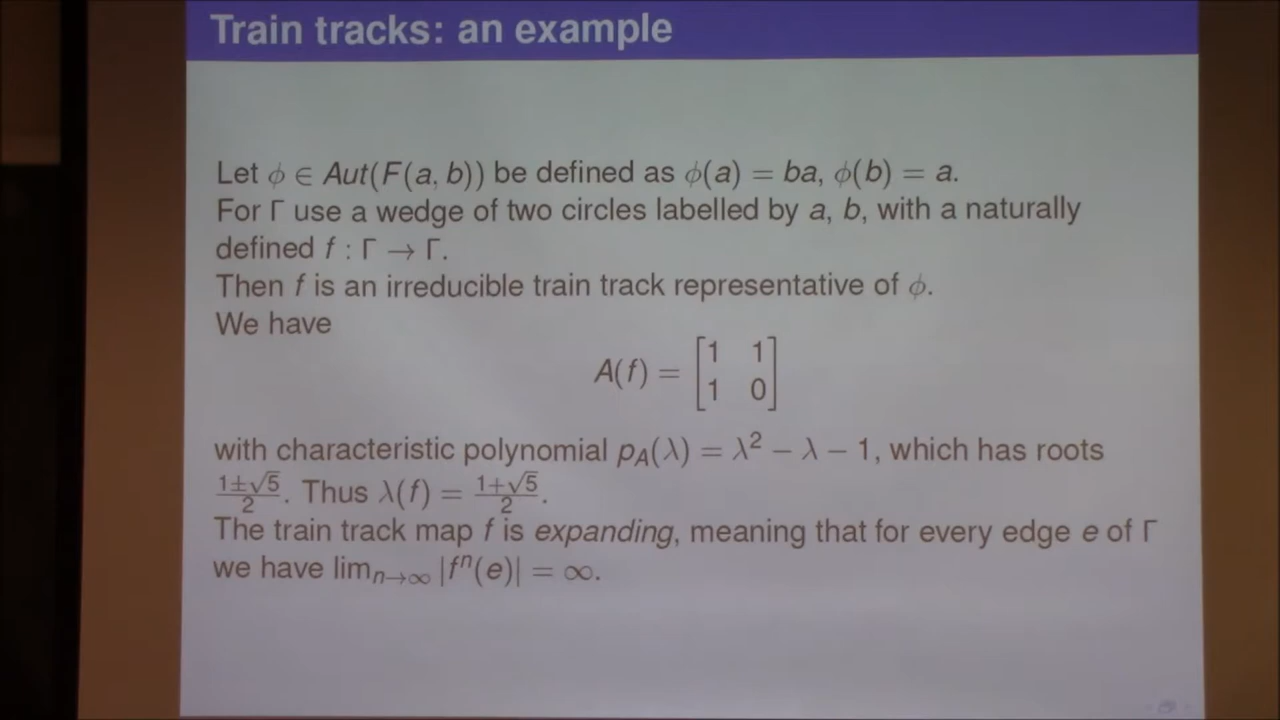 Train tracks: an example
Let ϕ ∈ Aut(F(a, b)) be defined as ϕ(a) = ba, ϕ(b) = a.
For Γ use a wedge of two circles labelled by a, b, with a naturally
defined f : Γ → Γ.
Then f is an irreducible train track representative of ϕ.
We have
A(f) = [1 1
1 0]
with characteristic polynomial p_A(λ) = λ² − λ − 1, which has roots
(1±√5)/2. Thus λ(f) = (1+√5)/2.
The train track map f is expanding, meaning that for every edge e of Γ
we have lim_{n→∞} |fⁿ(e)| = ∞.